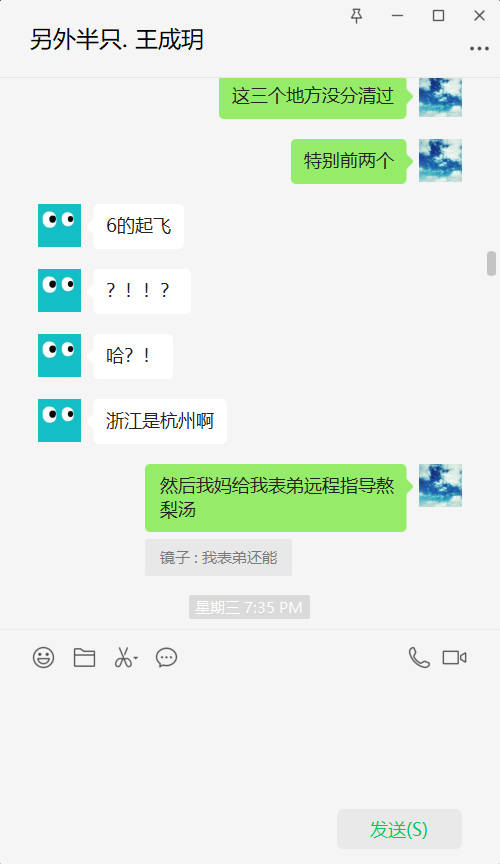 另外半只. 王成玥
这三个地方没分清过
特别前两个
6的起飞
？！！？
哈？！
浙江是杭州啊
然后我妈给我表弟远程指导熬
梨汤
镜子 : 我表弟还能
星期三 7:35 PM
发送(S)